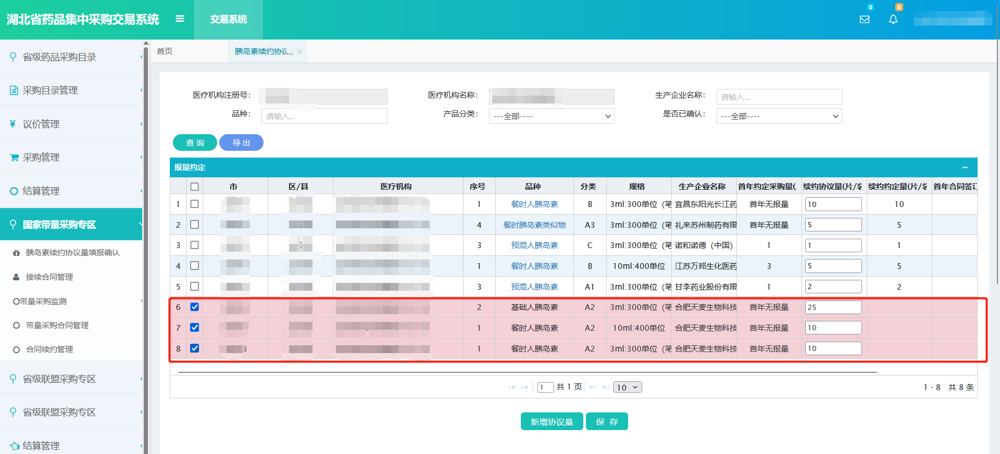 湖北省药品集中采购交易系统
交易系统
0
0
省级药品采购目录
采购目录管理
议价管理
采购管理
结算管理
国家带量采购专区
胰岛素续约协议量填报确认
接续合同管理
带量采购监测
带量采购合同管理
合同续约管理
省级联盟采购专区
省级联盟采购专区
结算管理
首页
胰岛素续约协议... ×
医疗机构注册号：
医疗机构名称：
生产企业名称： 请输入...
品种： 请输入...
产品分类： ---全部----
是否已确认： ---全部----
查 询 导 出
报量约定
市 区/县 医疗机构 序号 品种 分类 规格 生产企业名称 首年约定采购量(. 续约协议量(片/袋 续约约定量(片/袋 首年合同签订
1 1 餐时人胰岛素 B 3ml:300单位（笔 宜昌东阳光长江药 首年无报量 10 10
2 4 餐时胰岛素类似物 A3 3ml:300单位（笔 礼来苏州制药有限 首年无报量 5 5
3 3 预混人胰岛素 C 3ml:300单位（笔 诺和诺德（中国） 1 1 1
4 1 餐时人胰岛素 B 10ml:400单位 江苏万邦生化医药 3 5 5
5 3 预混人胰岛素 A1 3ml:300单位（笔 甘李药业股份有限 1 2 2
6 2 基础人胰岛素 A2 3ml:300单位（笔 合肥天麦生物科技 首年无报量 25
7 1 餐时人胰岛素 A2 10ml:400单位 合肥天麦生物科技 首年无报量 10
8 1 餐时人胰岛素 A2 3ml:300单位（笔 合肥天麦生物科技 首年无报量 10
1 共 1 页 10
1 - 8 共 8 条
新增协议量 保 存